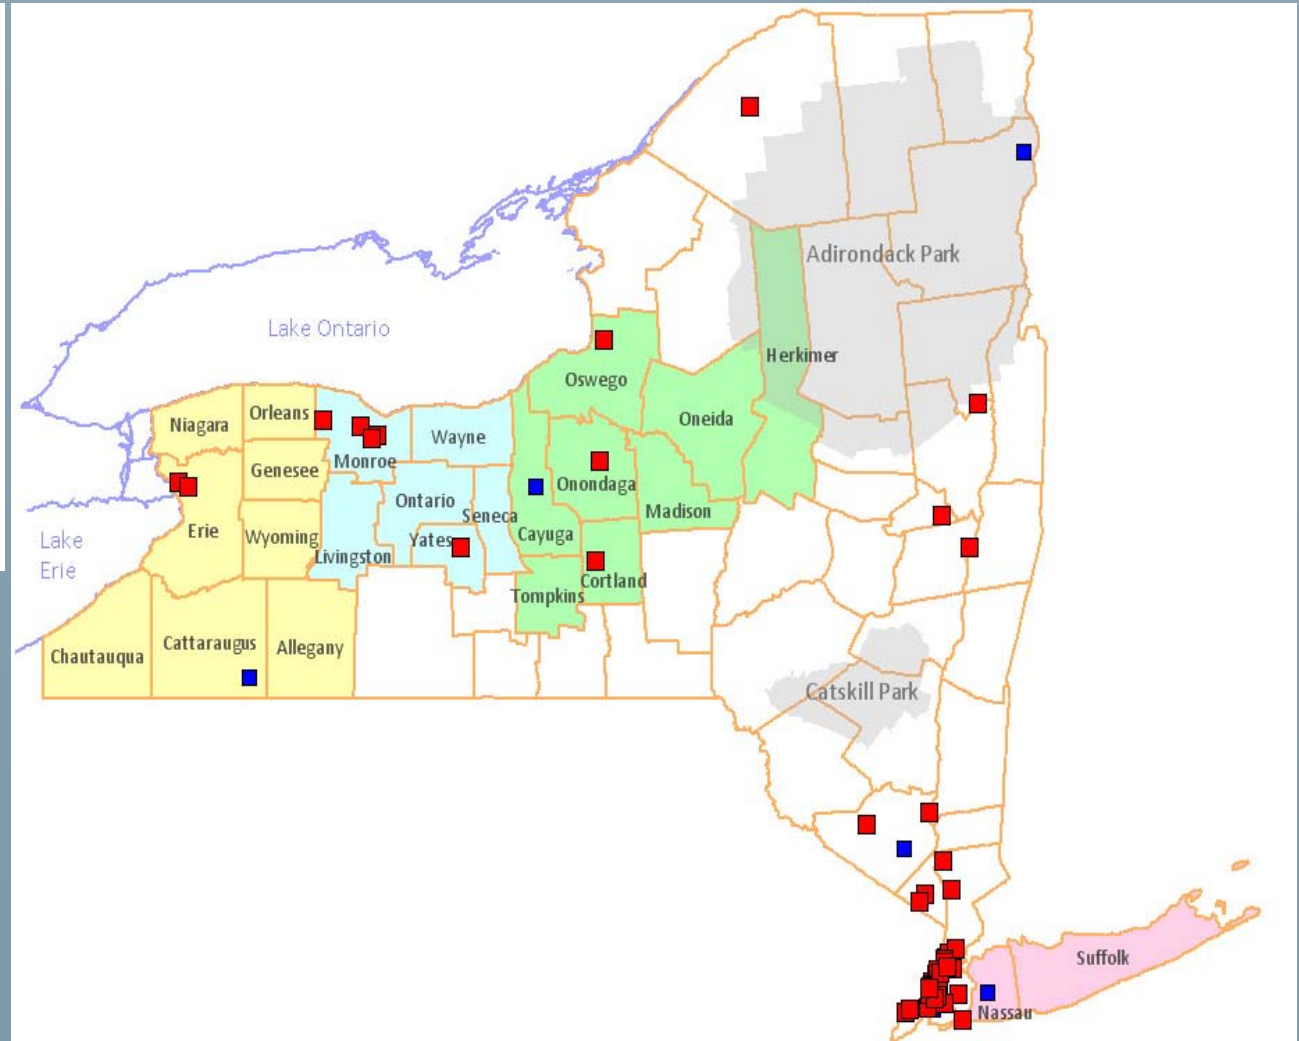 Adirondack Park
Lake Ontario
Herkimer
Oswego
Orleans
Niagara
Oneida
Wayne
Monroe
Genesee
Onondaga
Ontario
Madison
Seneca
Erie
Cayuga
Wyoming
Yates
Lake
Erie
Livingston
Cortland
Tompkins
Cattaraugus
Allegany
Chautauqua
Catskill Park
Suffolk
Nassau